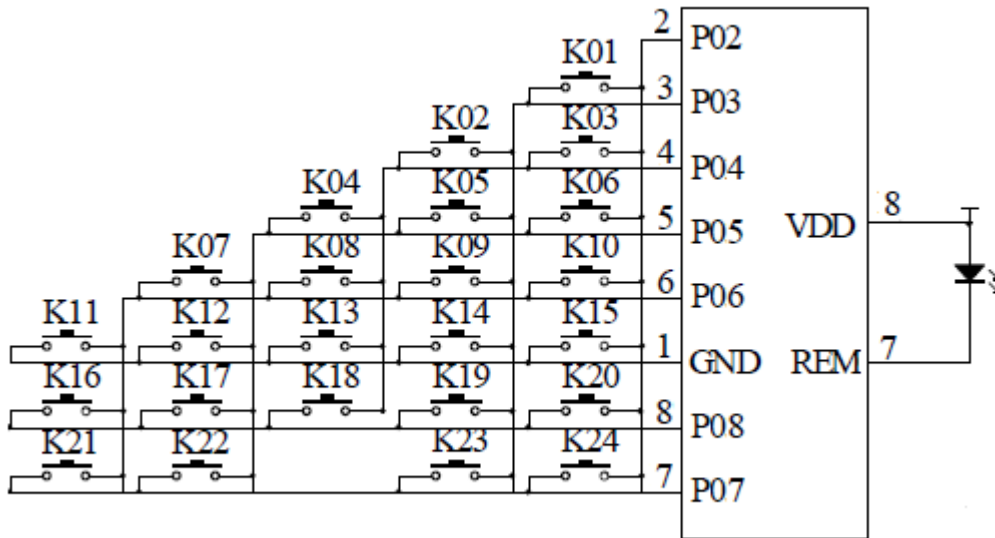 2 P02
K01
3 P03
K02 K03
4 P04
K04 K05 K06
5 P05
VDD 8
K07 K08 K09 K10
6 P06
K11 K12 K13 K14 K15
1 GND REM 7
K16 K17 K18 K19 K20
8 P08
K21 K22 K23 K24
7 P07